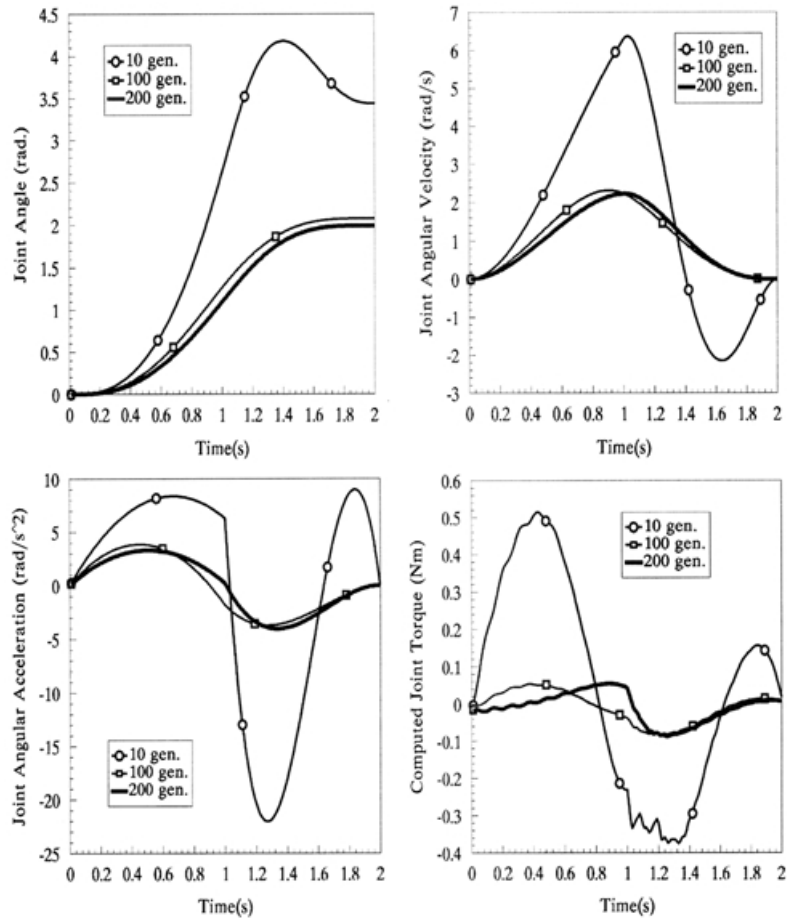 4.5
4
3.5
3
2.5
2
1.5
1
0.5
0
0 0.2 0.4 0.6 0.8 1 1.2 1.4 1.6 1.8 2
Joint Angle (rad.)
Time(s)
10 gen.
100 gen.
200 gen.
7
6
5
4
3
2
1
0
-1
-2
-3
0 0.2 0.4 0.6 0.8 1 1.2 1.4 1.6 1.8 2
Joint Angular Velocity (rad/s)
Time(s)
10 gen.
100 gen.
200 gen.
10
5
0
-5
-10
-15
-20
-25
0 0.2 0.4 0.6 0.8 1 1.2 1.4 1.6 1.8 2
Joint Angular Acceleration (rad/s^2)
Time(s)
10 gen.
100 gen.
200 gen.
0.6
0.5
0.4
0.3
0.2
0.1
0
-0.1
-0.2
-0.3
-0.4
0 0.2 0.4 0.6 0.8 1 1.2 1.4 1.6 1.8 2
Computed Joint Torque (Nm)
Time(s)
10 gen.
100 gen.
200 gen.